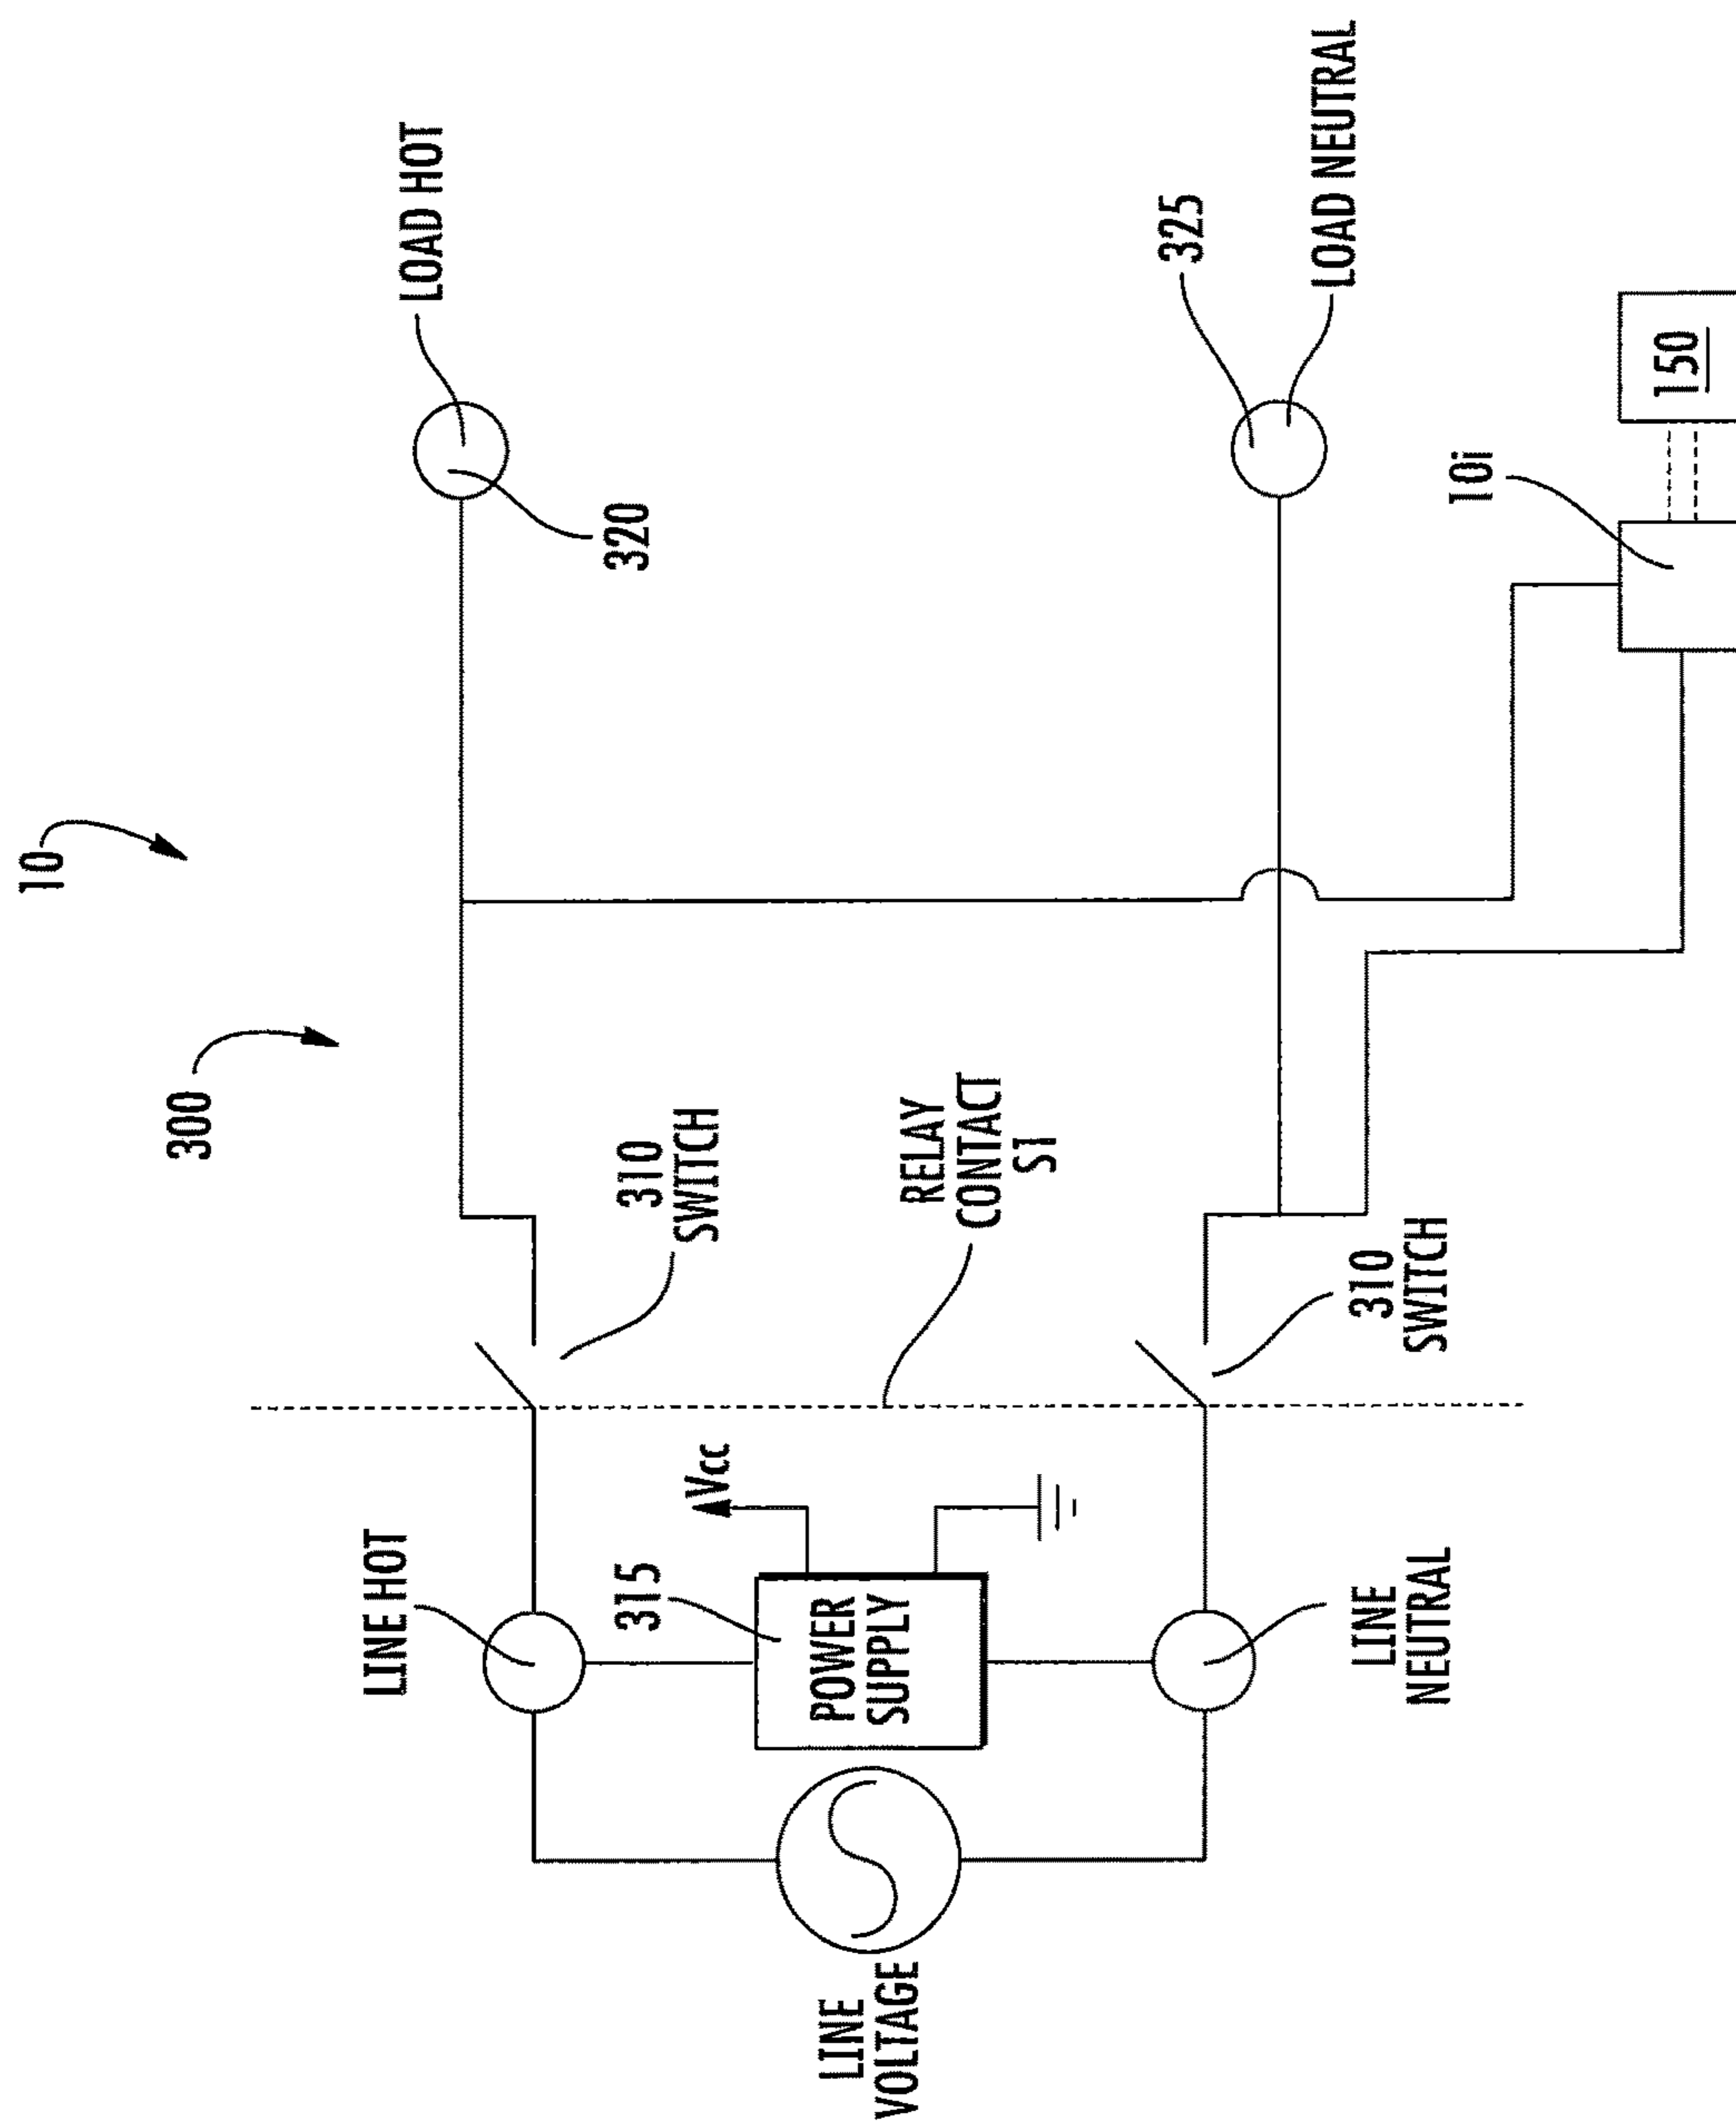 10
300
LOAD HOT
320
310
SWITCH
LINE HOT
315
POWER
SUPPLY
Vcc
RELAY
CONTACT
S1
LINE
VOLTAGE
325
LOAD NEUTRAL
310
SWITCH
LINE
NEUTRAL
10i
150